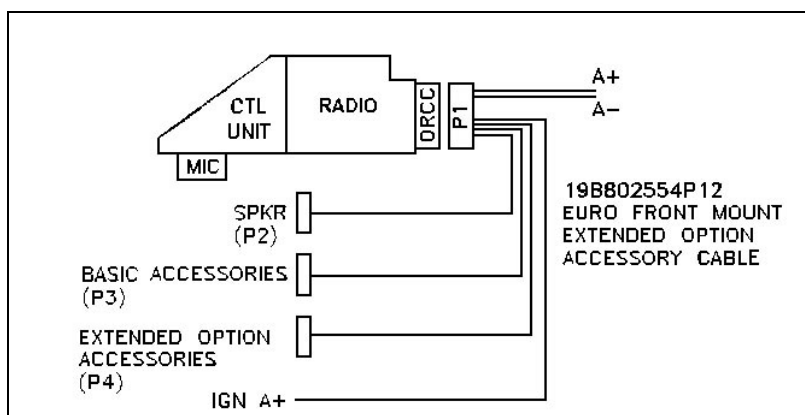 CTL
UNIT
RADIO
ORCC
P1
A+
A-
MIC
SPKR
(P2)
BASIC ACCESSORIES
(P3)
EXTENDED OPTION
ACCESSORIES
(P4)
IGN A+
19B802554P12
EURO FRONT MOUNT
EXTENDED OPTION
ACCESSORY CABLE